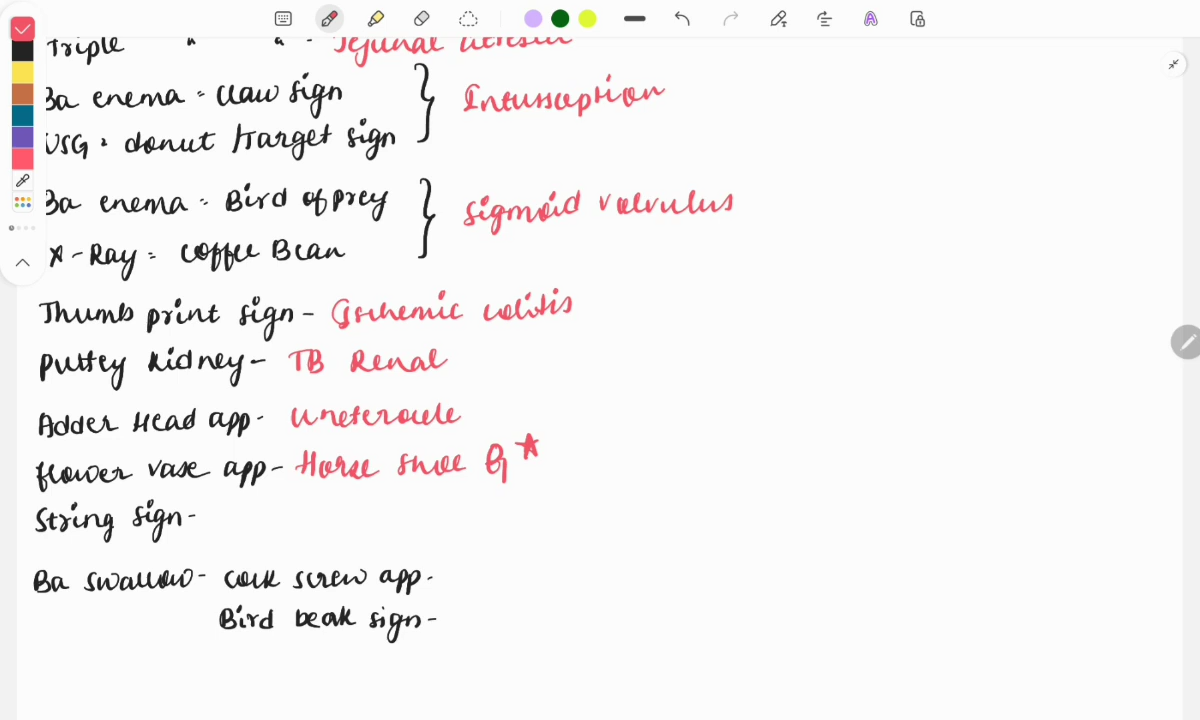 Triple " " - Jejunal atresia
Ba enema = Claw sign } Intussception
USG = donut target sign
Ba enema = Bird of prey } Sigmoid volvulus
X-Ray = Coffee Bean
Thumb print sign - Ischemic colitis
Puttey Kidney - TB Renal
Adder Head app - Ureterocele
flower vase app - Horse shoe
String sign -
Ba swallow - cork screw app -
Bird beak sign -